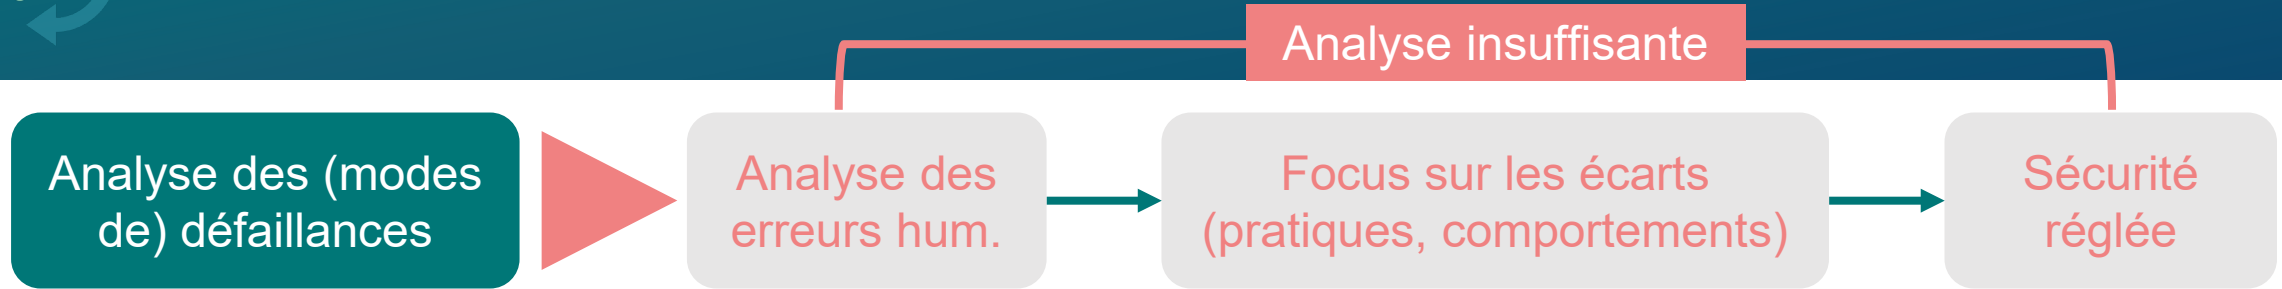 Analyse insuffisante
Analyse des (modes
de) défaillances
Analyse des
erreurs hum.
Focus sur les écarts
(pratiques, comportements)
Sécurité
réglée